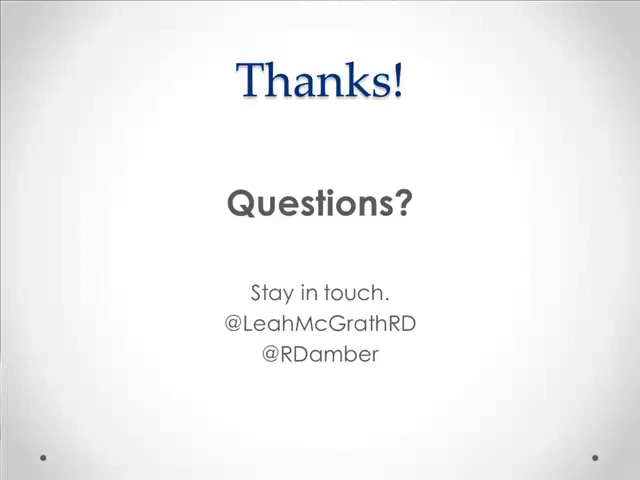 Thanks!
Questions?
Stay in touch.
@LeahMcGrathRD
@RDamber